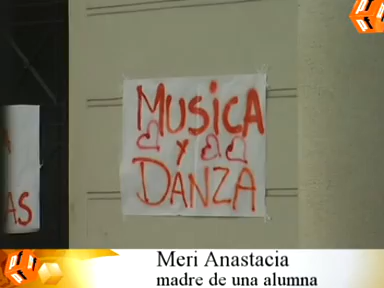 MUSiCA
Y
DANZA
AS
Meri Anastacia
madre de una alumna